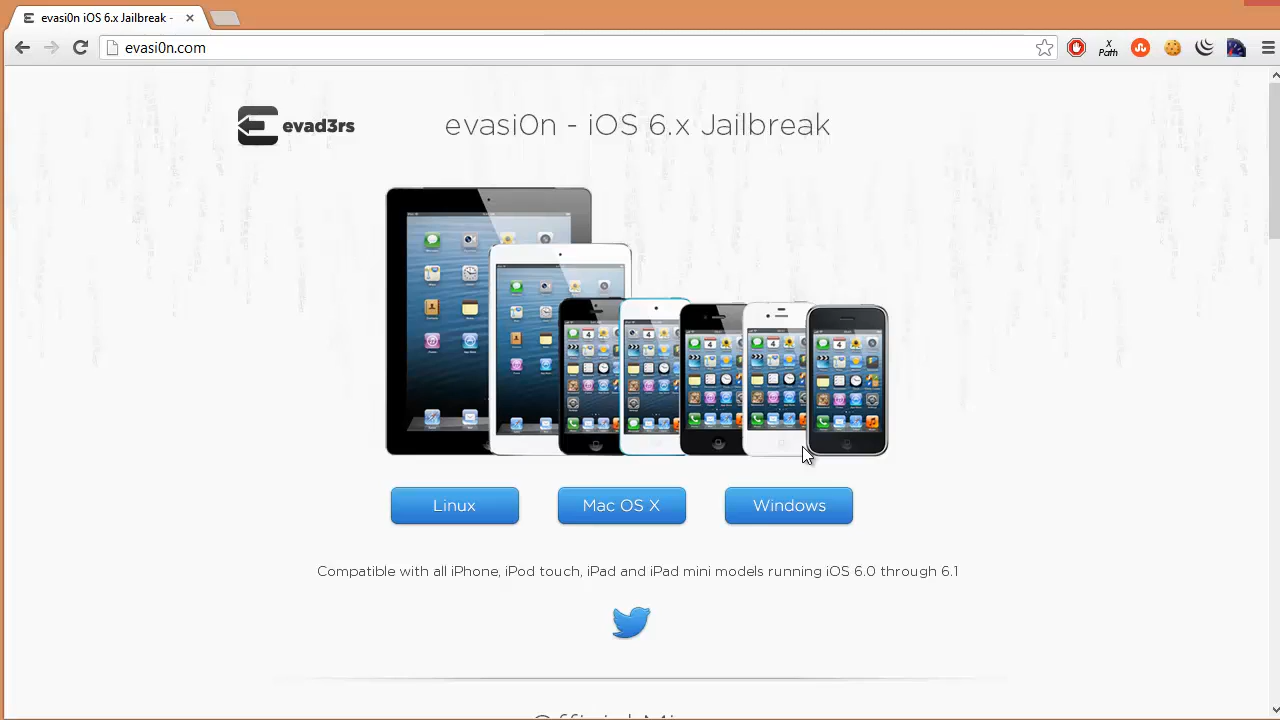 evasi0n iOS 6.x Jailbreak -
evasi0n.com
X
Path
evad3rs
evasi0n - iOS 6.x Jailbreak
Linux
Mac OS X
Windows
Compatible with all iPhone, iPod touch, iPad and iPad mini models running iOS 6.0 through 6.1